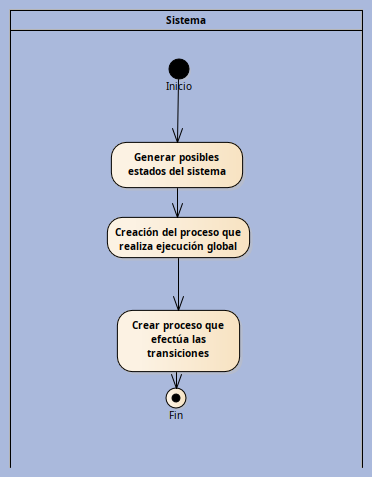 Sistema
Inicio
Generar posibles
estados del sistema
Creación del proceso que
realiza ejecución global
Crear proceso que
efectúa las
transiciones
Fin